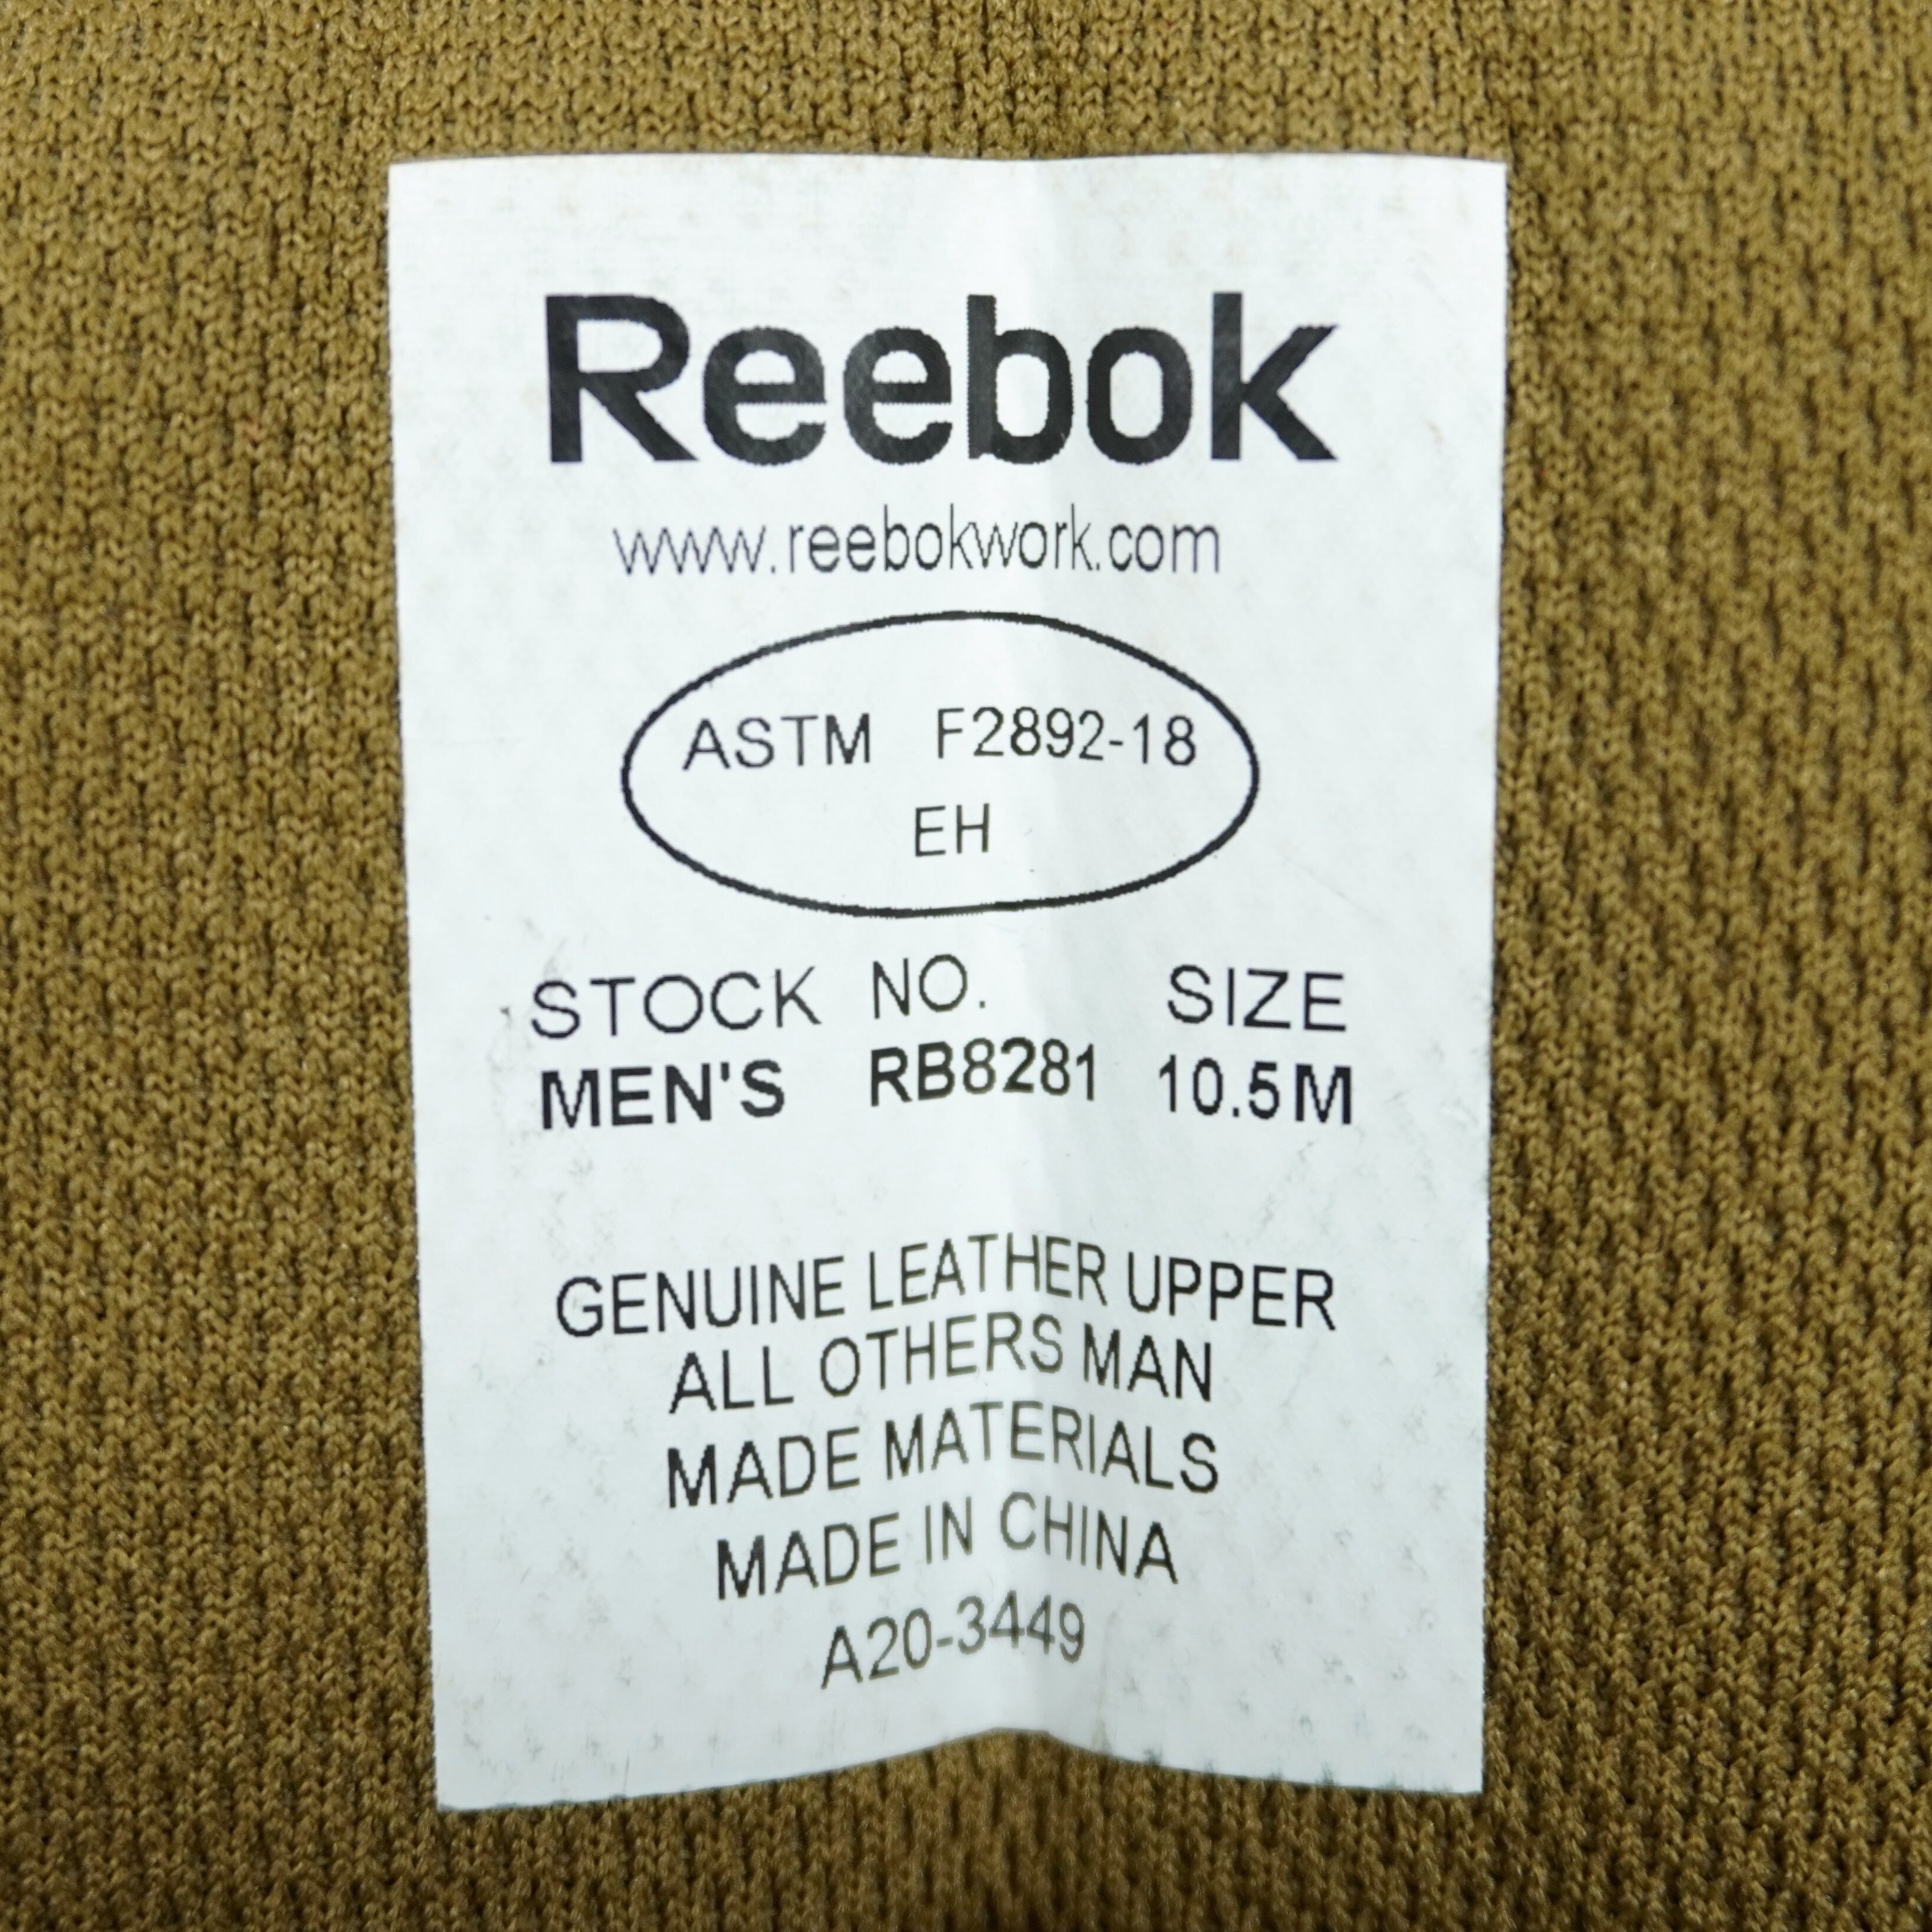 Reebok
www.reebokwork.com
ASTM F2892-18
EH
STOCK NO. SIZE
MEN'S RB8281 10.5M
GENUINE LEATHER UPPER
ALL OTHERS MAN
MADE MATERIALS
MADE IN CHINA
A20-3449